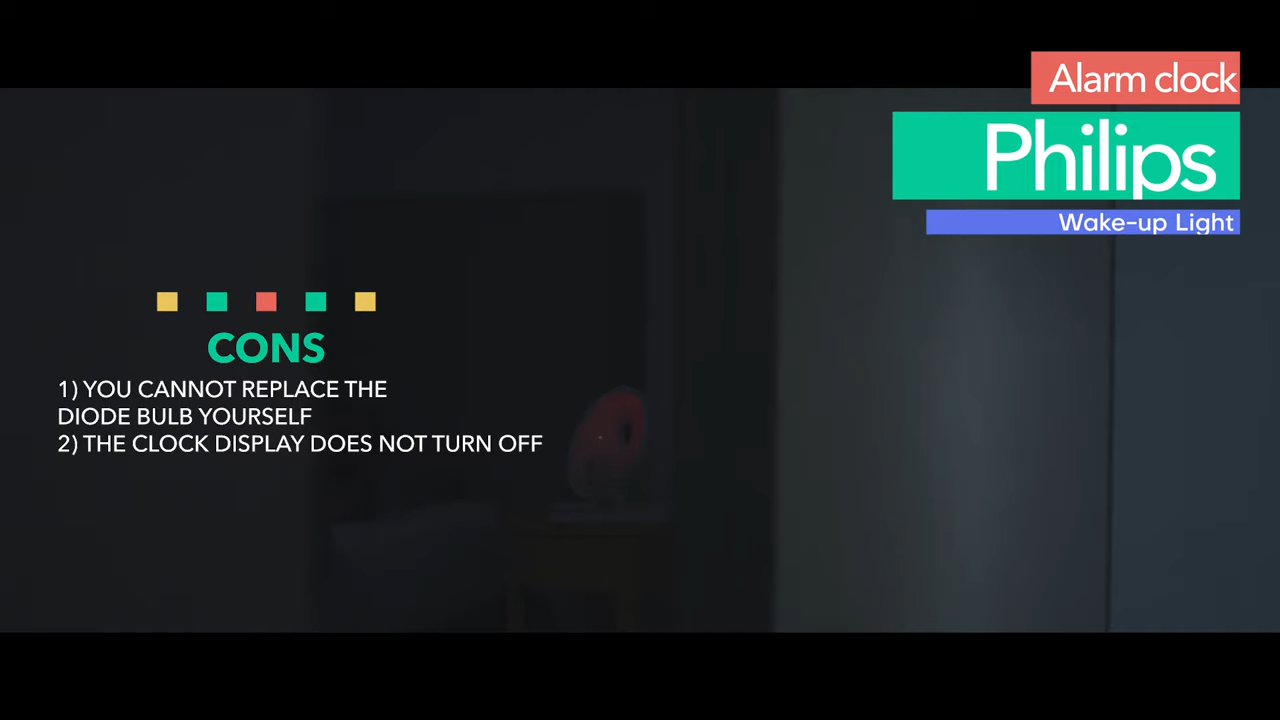 Alarm clock
Philips
Wake-up Light
CONS
1) YOU CANNOT REPLACE THE
DIODE BULB YOURSELF
2) THE CLOCK DISPLAY DOES NOT TURN OFF